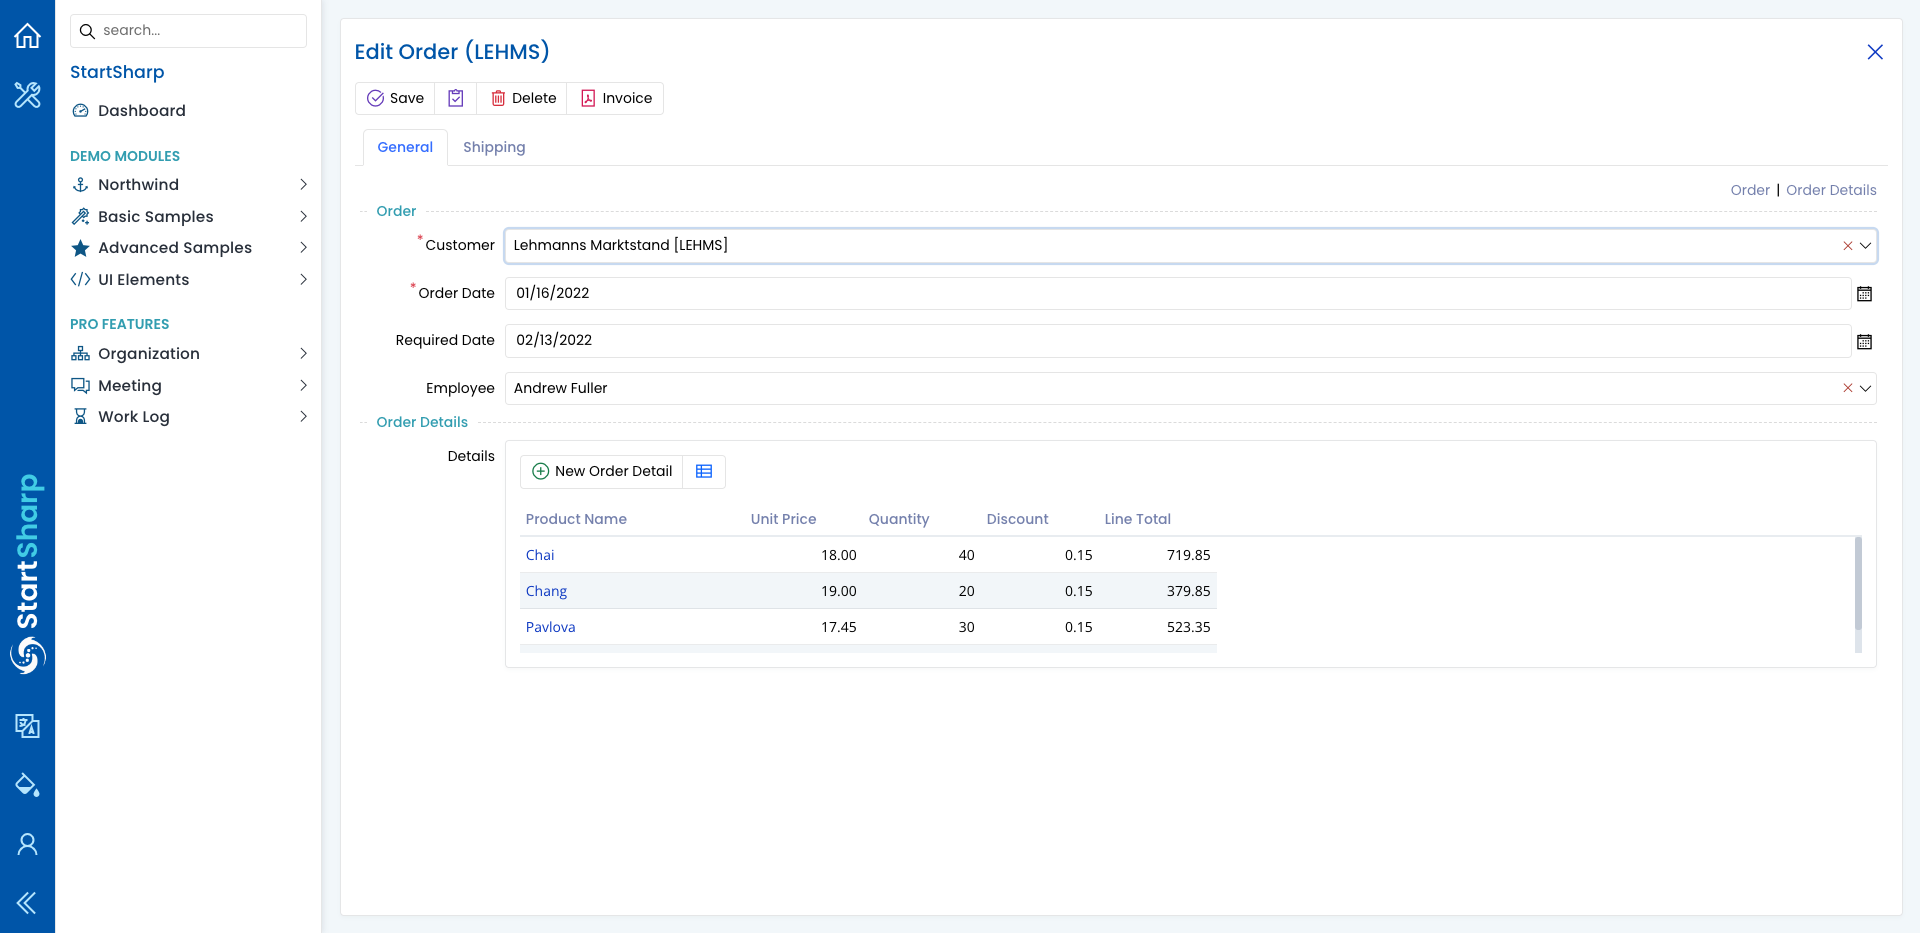 search...
StartSharp
Dashboard
DEMO MODULES
Northwind
Basic Samples
Advanced Samples
UI Elements
PRO FEATURES
Organization
Meeting
Work Log
StartSharp
Edit Order (LEHMS)
Save Delete Invoice
General Shipping
Order | Order Details
Order
* Customer Lehmanns Marktstand [LEHMS]
* Order Date 01/16/2022
Required Date 02/13/2022
Employee Andrew Fuller
Order Details
Details
New Order Detail
Product Name Unit Price Quantity Discount Line Total
Chai 18.00 40 0.15 719.85
Chang 19.00 20 0.15 379.85
Pavlova 17.45 30 0.15 523.35